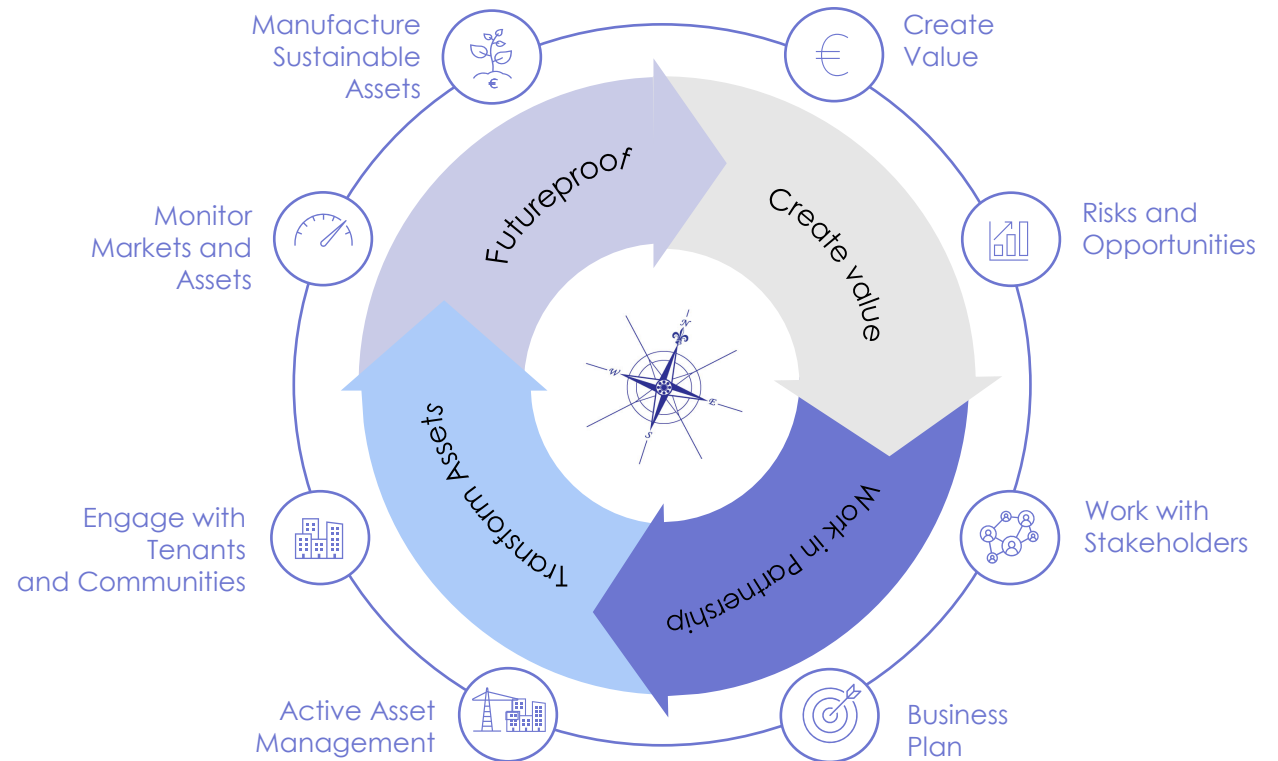 Manufacture
Sustainable
Assets
€
€
Create
Value
Futureproof
Create value
Monitor
Markets and
Assets
Risks and
Opportunities
N
W
E
S
Transform Assets
Work in Partnership
Engage with
Tenants
and Communities
Work with
Stakeholders
Active Asset
Management
Business
Plan